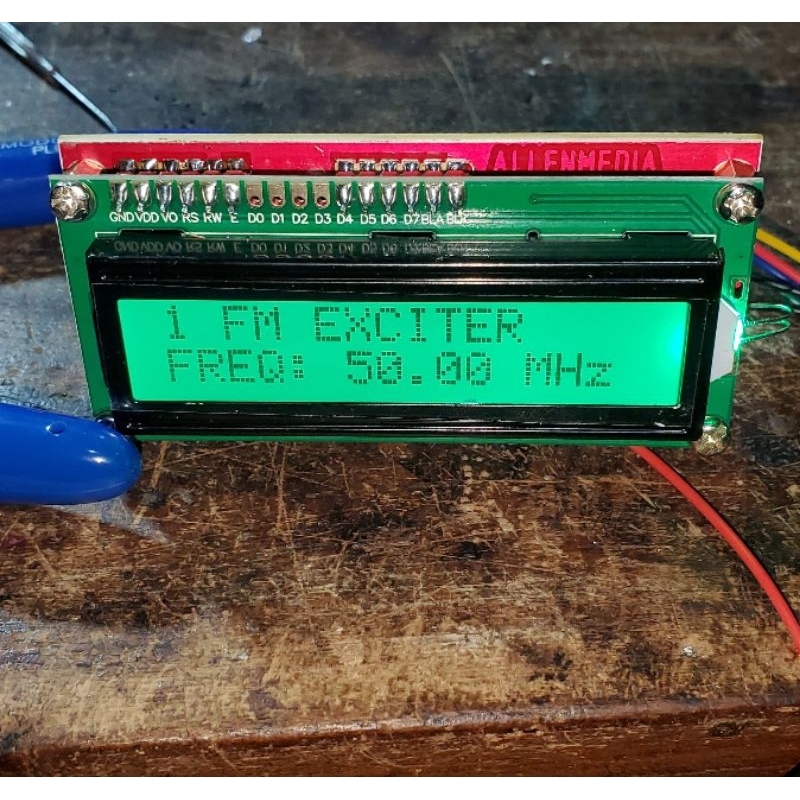 ALLENMEDIA
GND VDD VO RS RW E D0 D1 D2 D3 D4 D5 D6 D7 BLA
1 FM EXCITER
FREQ: 50.00 MHz